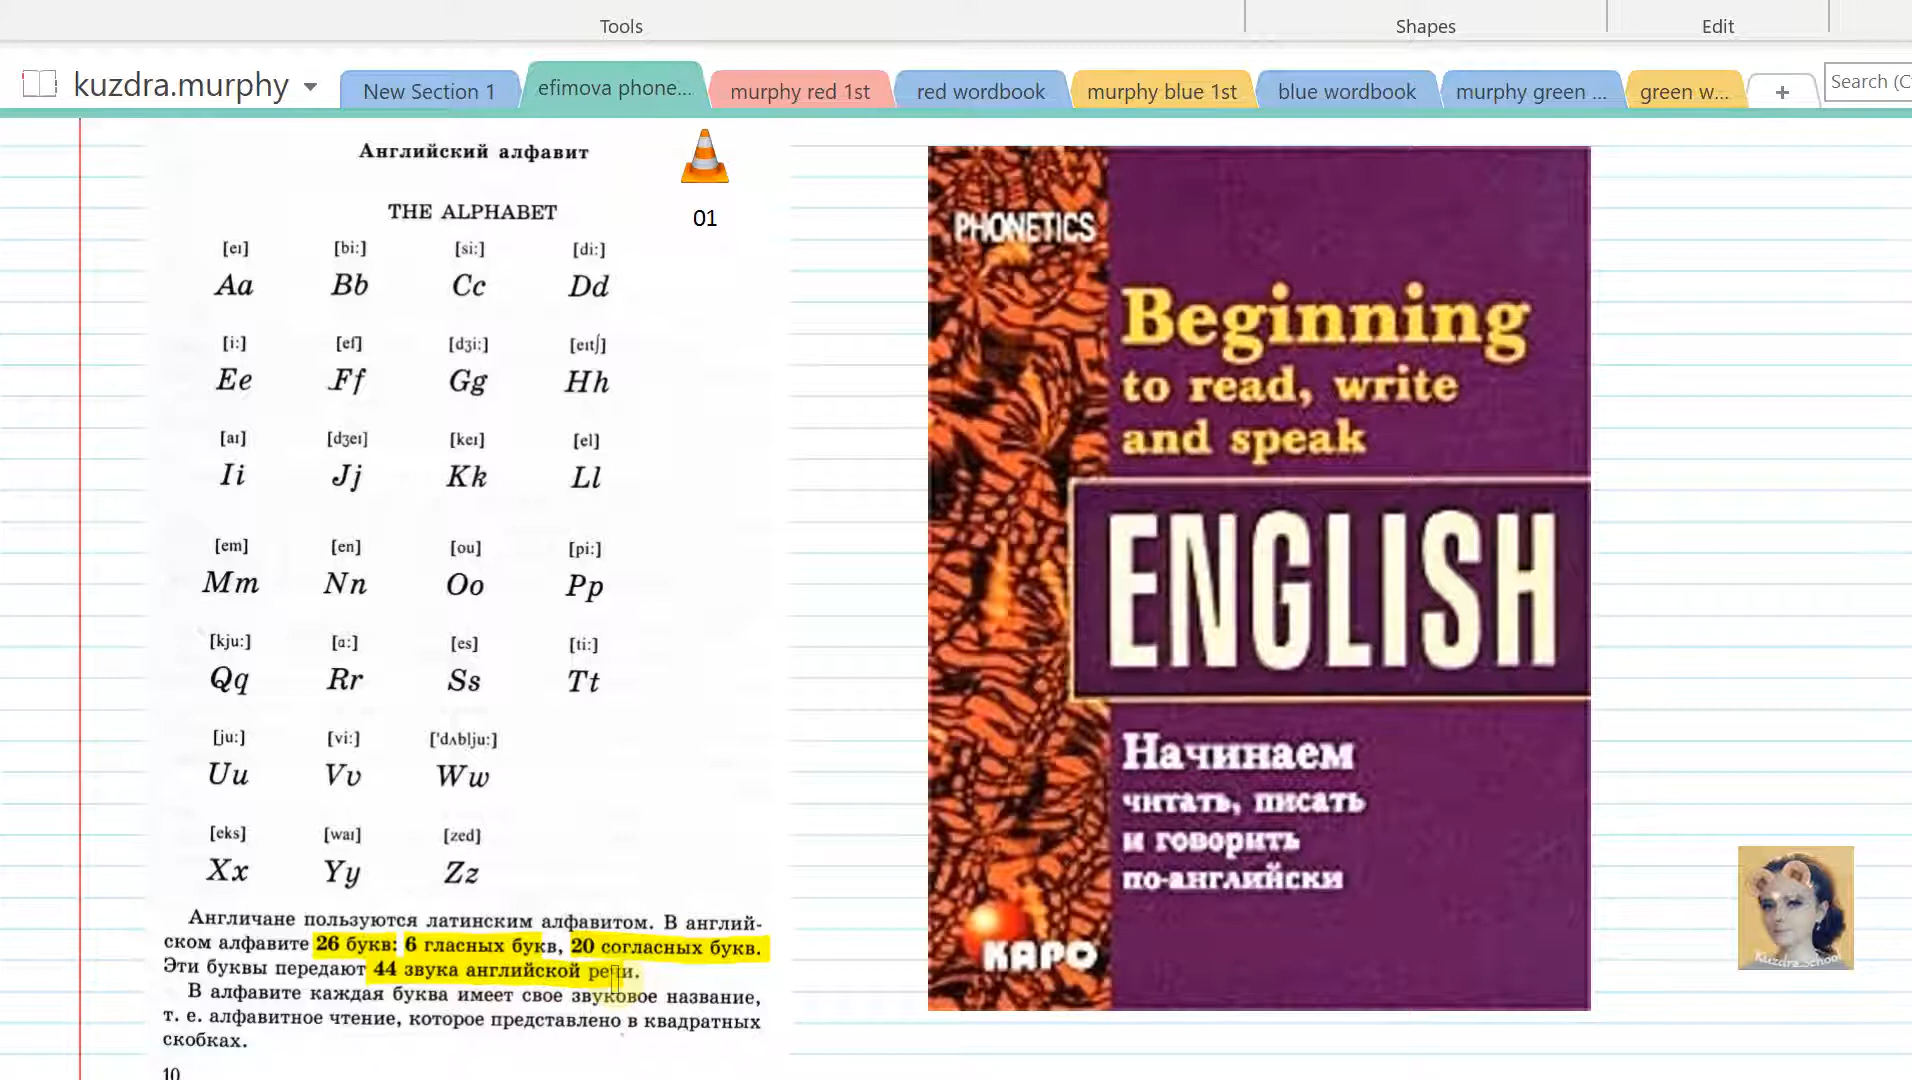 Tools
Shapes
Edit
kuzdra.murphy
New Section 1
efimova phone...
murphy red 1st
red wordbook
murphy blue 1st
blue wordbook
murphy green ...
green w...
+
Search (C
Английский алфавит
01
THE ALPHABET
[eɪ] [bi:] [si:] [di:]
Aa Bb Cc Dd
[i:] [ef] [dʒi:] [eɪtʃ]
Ee Ff Gg Hh
[aɪ] [dʒeɪ] [keɪ] [el]
Ii Jj Kk Ll
[em] [en] [ou] [pi:]
Mm Nn Oo Pp
[kju:] [ɑ:] [es] [ti:]
Qq Rr Ss Tt
[ju:] [vi:] ['dʌblju:]
Uu Vv Ww
[eks] [waɪ] [zed]
Xx Yy Zz
Англичане пользуются латинским алфавитом. В англий-
ском алфавите 26 букв: 6 гласных букв, 20 согласных букв.
Эти буквы передают 44 звука английской речи.
В алфавите каждая буква имеет свое звуковое название,
т. е. алфавитное чтение, которое представлено в квадратных
скобках.
10
PHONETICS
Beginning
to read, write
and speak
ENGLISH
Начинаем
читать, писать
и говорить
по-английски
КАРО
Kuzdra.School